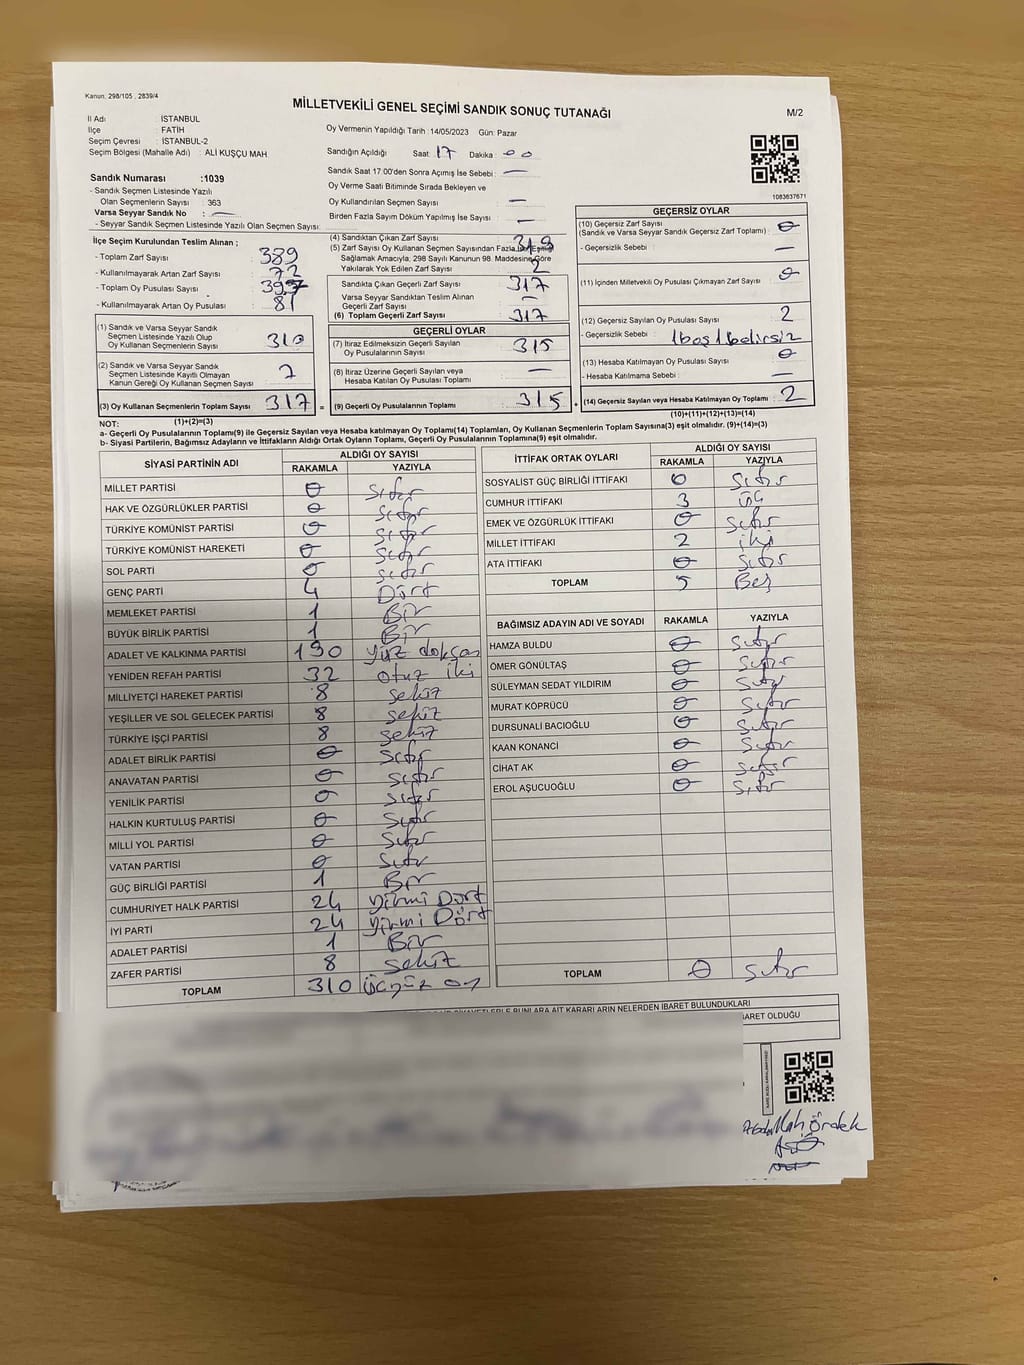 Kanun, 298/105 , 2839/4
MİLLETVEKİLİ GENEL SEÇİMİ SANDIK SONUÇ TUTANAĞI
M/2
İl Adı : İSTANBUL
İlçe : FATİH
Seçim Çevresi : İSTANBUL-2
Seçim Bölgesi (Mahalle Adı) : ALİ KUŞÇU MAH
Oy Vermenin Yapıldığı Tarih : 14/05/2023 Gün: Pazar
Sandığın Açıldığı Saat: 17 Dakika : 00
Sandık Saat 17:00'den Sonra Açımış İse Sebebi : —
Oy Verme Saati Bitiminde Sırada Bekleyen ve
Oy Kullandırılan Seçmen Sayısı : —
Birden Fazla Sayım Döküm Yapılmış İse Sayısı : —
1083637671
Sandık Numarası :1039
- Sandık Seçmen Listesinde Yazılı
Olan Seçmenlerin Sayısı : 363
Varsa Seyyar Sandık No : —
- Seyyar Sandık Seçmen Listesinde Yazılı Olan Seçmen Sayısı:
İlçe Seçim Kurulundan Teslim Alınan ;
- Toplam Zarf Sayısı : 389
- Kullanılmayarak Artan Zarf Sayısı : 72
- Toplam Oy Pusulası Sayısı : 397
- Kullanılmayarak Artan Oy Pusulası : 81
(1) Sandık ve Varsa Seyyar Sandık
Seçmen Listesinde Yazılı Olup
Oy Kullanan Seçmenlerin Sayısı : 310
(2) Sandık ve Varsa Seyyar Sandık
Seçmen Listesinde Kayıtlı Olmayan
Kanun Gereği Oy Kullanan Seçmen Sayısı : 7
(3) Oy Kullanan Seçmenlerin Toplam Sayısı : 317 =
(1)+(2)=(3)
(4) Sandıktan Çıkan Zarf Sayısı : 319
(5) Zarf Sayısı Oy Kullanan Seçmen Sayısından Fazla İse Eşitliği
Sağlamak Amacıyla, 298 Sayılı Kanunun 98. Maddesine Göre
Yakılarak Yok Edilen Zarf Sayısı : 2
Sandıkta Çıkan Geçerli Zarf Sayısı : 317
Varsa Seyyar Sandıktan Teslim Alınan
Geçerli Zarf Sayısı : —
(6) Toplam Geçerli Zarf Sayısı : 317
GEÇERLİ OYLAR
(7) İtiraz Edilmeksizin Geçerli Sayılan
Oy Pusulalarının Sayısı : 315
(8) İtiraz Üzerine Geçerli Sayılan veya
Hesaba Katılan Oy Pusulası Toplamı : —
(9) Geçerli Oy Pusulalarının Toplamı : 315 +
GEÇERSİZ OYLAR
(10) Geçersiz Zarf Sayısı : 0
(Sandık ve Varsa Seyyar Sandık Geçersiz Zarf Toplamı) :
- Geçersizlik Sebebi : —
(11) İçinden Milletvekili Oy Pusulası Çıkmayan Zarf Sayısı : 0
(12) Geçersiz Sayılan Oy Pusulası Sayısı : 2
- Geçersizlik Sebebi : 1 boş 1 belirsiz
(13) Hesaba Katılmayan Oy Pusulası Sayısı : 0
- Hesaba Katılmama Sebebi : —
(14) Geçersiz Sayılan veya Hesaba Katılmayan Oy Toplamı : 2
(10)+(11)+(12)+(13)=(14)
NOT:
a- Geçerli Oy Pusulalarının Toplamı(9) ile Geçersiz Sayılan veya Hesaba katılmayan Oy Toplamı(14) Toplamları, Oy Kullanan Seçmenlerin Toplam Sayısına(3) eşit olmalıdır. (9)+(14)=(3)
b- Siyasi Partilerin, Bağımsız Adayların ve İttifakların Aldığı Ortak Oyların Toplamı, Geçerli Oy Pusulalarının Toplamına(9) eşit olmalıdır.
SİYASİ PARTİNİN ADI ALDIĞI OY SAYISI
RAKAMLA YAZIYLA
MİLLET PARTİSİ 0 Sıfır
HAK VE ÖZGÜRLÜKLER PARTİSİ 0 Sıfır
TÜRKİYE KOMÜNİST PARTİSİ 0 Sıfır
TÜRKİYE KOMÜNİST HAREKETİ 0 Sıfır
SOL PARTİ 0 Sıfır
GENÇ PARTİ 4 Dört
MEMLEKET PARTİSİ 1 Bir
BÜYÜK BİRLİK PARTİSİ 1 Bir
ADALET VE KALKINMA PARTİSİ 190 yüz doksan
YENİDEN REFAH PARTİSİ 32 otuz iki
MİLLİYETÇİ HAREKET PARTİSİ 8 sekiz
YEŞİLLER VE SOL GELECEK PARTİSİ 8 sekiz
TÜRKİYE İŞÇİ PARTİSİ 8 sekiz
ADALET BİRLİK PARTİSİ 0 Sıfır
ANAVATAN PARTİSİ 0 Sıfır
YENİLİK PARTİSİ 0 Sıfır
HALKIN KURTULUŞ PARTİSİ 0 Sıfır
MİLLİ YOL PARTİSİ 0 Sıfır
VATAN PARTİSİ 0 Sıfır
GÜÇ BİRLİĞİ PARTİSİ 1 Bir
CUMHURİYET HALK PARTİSİ 24 yirmi Dört
İYİ PARTİ 24 yirmi Dört
ADALET PARTİSİ 1 Bir
ZAFER PARTİSİ 8 sekiz
TOPLAM 310 üçyüz on
İTTİFAK ORTAK OYLARI ALDIĞI OY SAYISI
RAKAMLA YAZIYLA
SOSYALİST GÜÇ BİRLİĞİ İTTİFAKI 0 Sıfır
CUMHUR İTTİFAKI 3 üç
EMEK VE ÖZGÜRLÜK İTTİFAKI 0 Sıfır
MİLLET İTTİFAKI 2 iki
ATA İTTİFAKI 0 Sıfır
TOPLAM 5 Beş
BAĞIMSIZ ADAYIN ADI VE SOYADI RAKAMLA YAZIYLA
HAMZA BULDU 0 Sıfır
ÖMER GÖNÜLTAŞ 0 Sıfır
SÜLEYMAN SEDAT YILDIRIM 0 Sıfır
MURAT KÖPRÜCÜ 0 Sıfır
DURSUNALİ BACIOĞLU 0 Sıfır
KAAN KONANCİ 0 Sıfır
CİHAT AK 0 Sıfır
EROL AŞUCUOĞLU 0 Sıfır
TOPLAM 0 Sıfır
ŞİKAYETLERLE BUNLARA AİT KARARLARIN NELERDEN İBARET BULUNDUKLARI
İBARET OLDUĞU
Abdullah Ördek